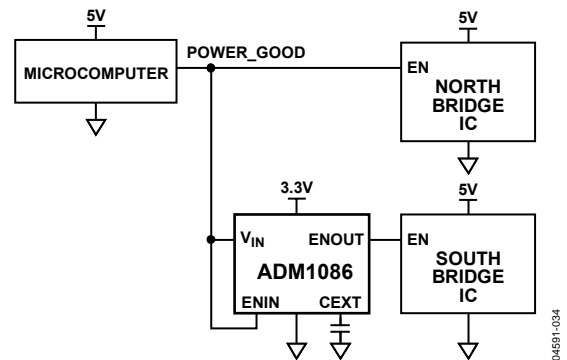 5V
MICROCOMPUTER
POWER_GOOD
5V
EN
NORTH
BRIDGE
IC
3.3V
VIN
ENOUT
ADM1086
ENIN
CEXT
5V
EN
SOUTH
BRIDGE
IC
04591-034